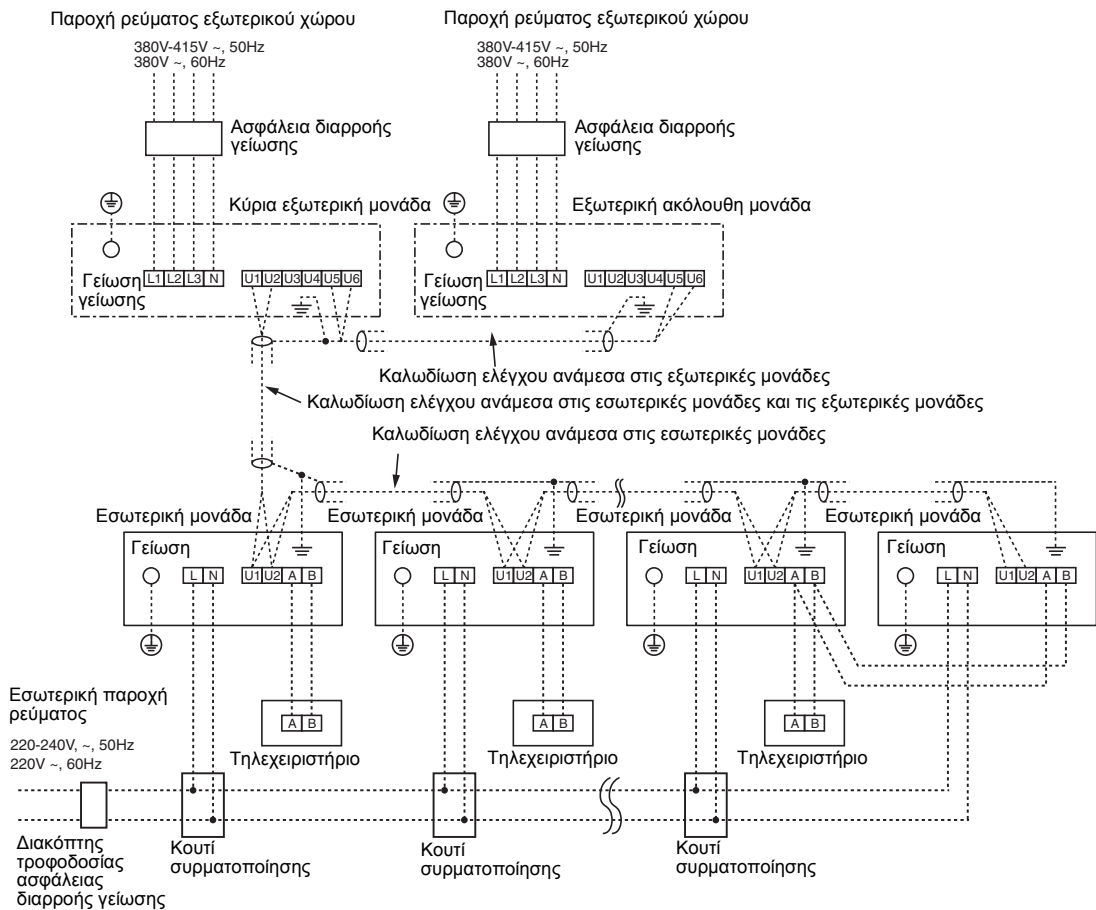 Παροχή ρεύματος εξωτερικού χώρου
380V-415V ~, 50Hz
380V ~, 60Hz
Ασφάλεια διαρροής
γείωσης
Παροχή ρεύματος εξωτερικού χώρου
380V-415V ~, 50Hz
380V ~, 60Hz
Ασφάλεια διαρροής
γείωσης
Κύρια εξωτερική μονάδα
Γείωση
γείωσης
L1 L2 L3 N
U1 U2 U3 U4 U5 U6
Εξωτερική ακόλουθη μονάδα
Γείωση
γείωσης
L1 L2 L3 N
U1 U2 U3 U4 U5 U6
Καλωδίωση ελέγχου ανάμεσα στις εξωτερικές μονάδες
Καλωδίωση ελέγχου ανάμεσα στις εσωτερικές μονάδες και τις εξωτερικές μονάδες
Καλωδίωση ελέγχου ανάμεσα στις εσωτερικές μονάδες
Εσωτερική μονάδα
Γείωση
L N
U1 U2 A B
Εσωτερική μονάδα
Γείωση
L N
U1 U2 A B
Εσωτερική μονάδα
Γείωση
L N
U1 U2 A B
Εσωτερική μονάδα
Γείωση
L N
U1 U2 A B
Εσωτερική παροχή
ρεύματος
220-240V, ~, 50Hz
220V ~, 60Hz
A B
Τηλεχειριστήριο
A B
Τηλεχειριστήριο
A B
Τηλεχειριστήριο
Διακόπτης
τροφοδοσίας
ασφάλειας
διαρροής γείωσης
Κουτί
συρματοποίησης
Κουτί
συρματοποίησης
Κουτί
συρματοποίησης